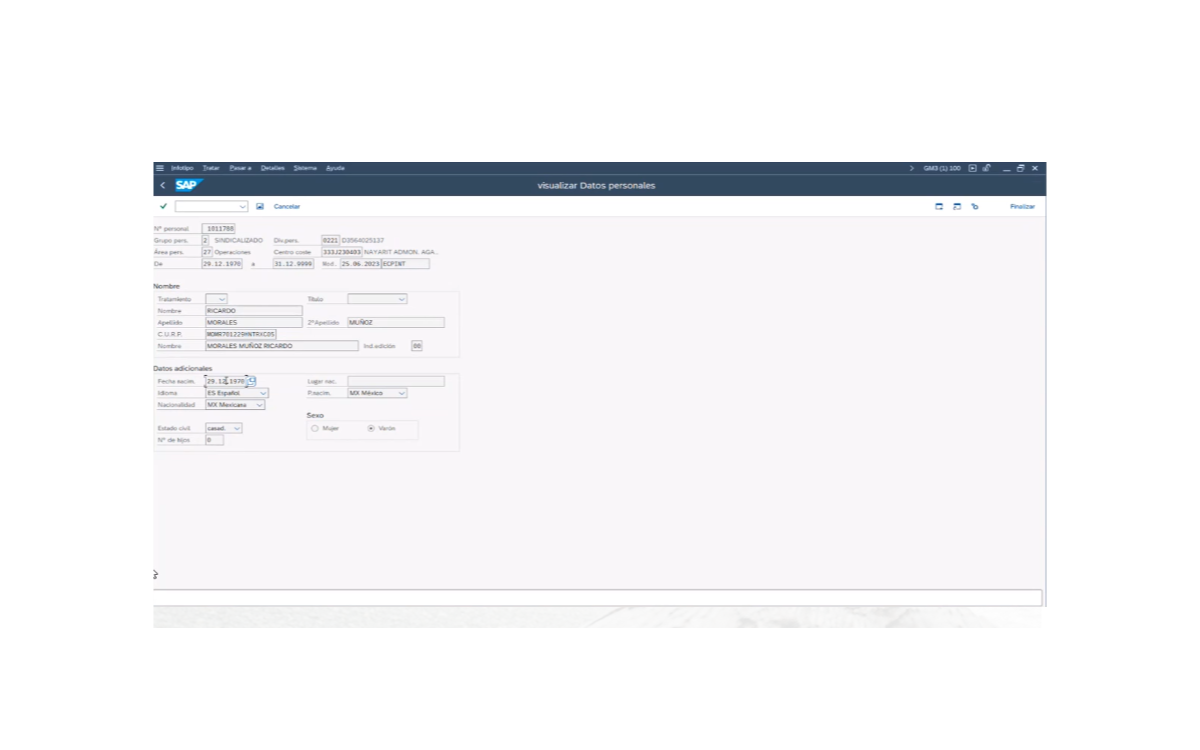 Infotipo Tratar Pasar a Detalles Sistema Ayuda GM3 (1) 100
SAP visualizar Datos personales
Cancelar Finalizar
Nº personal 1011788
Grupo pers. 2 SINDICALIZADO Div.pers. 0221 D3564025137
Área pers. 27 Operaciones Centro coste 333J230403 NAYARIT ADMON. AGA..
De 29.12.1970 a 31.12.9999 Mod. 25.06.2023 ECPINT
Nombre
Tratamiento Título
Nombre RICARDO
Apellido MORALES 2ºApellido MUÑOZ
C.U.R.P.
Nombre MORALES MUÑOZ RICARDO Ind.edición 00
Datos adicionales
Fecha nacim. 29.12.1970 Lugar nac.
Idioma ES Español P.nacim. MX México
Nacionalidad MX Mexicana
Sexo
Estado civil casad. Mujer Varón
Nº de hijos 0